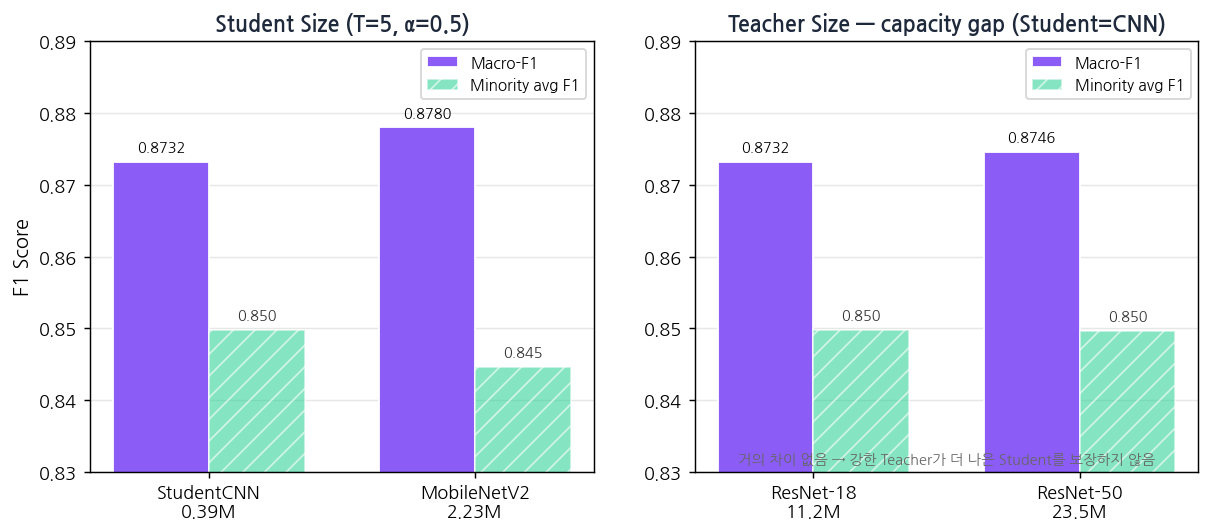 Student Size (T=5, α=0.5)
0.89
0.88
0.87
0.86
0.85
0.84
0.83
F1 Score
Macro-F1
Minority avg F1
0.8732
0.850
0.8780
0.845
StudentCNN
0.39M
MobileNetV2
2.23M
Teacher Size — capacity gap (Student=CNN)
0.89
0.88
0.87
0.86
0.85
0.84
0.83
Macro-F1
Minority avg F1
0.8732
0.850
0.8746
0.850
거의 차이 없음 → 강한 Teacher가 더 나은 Student를 보장하지 않음
ResNet-18
11.2M
ResNet-50
23.5M